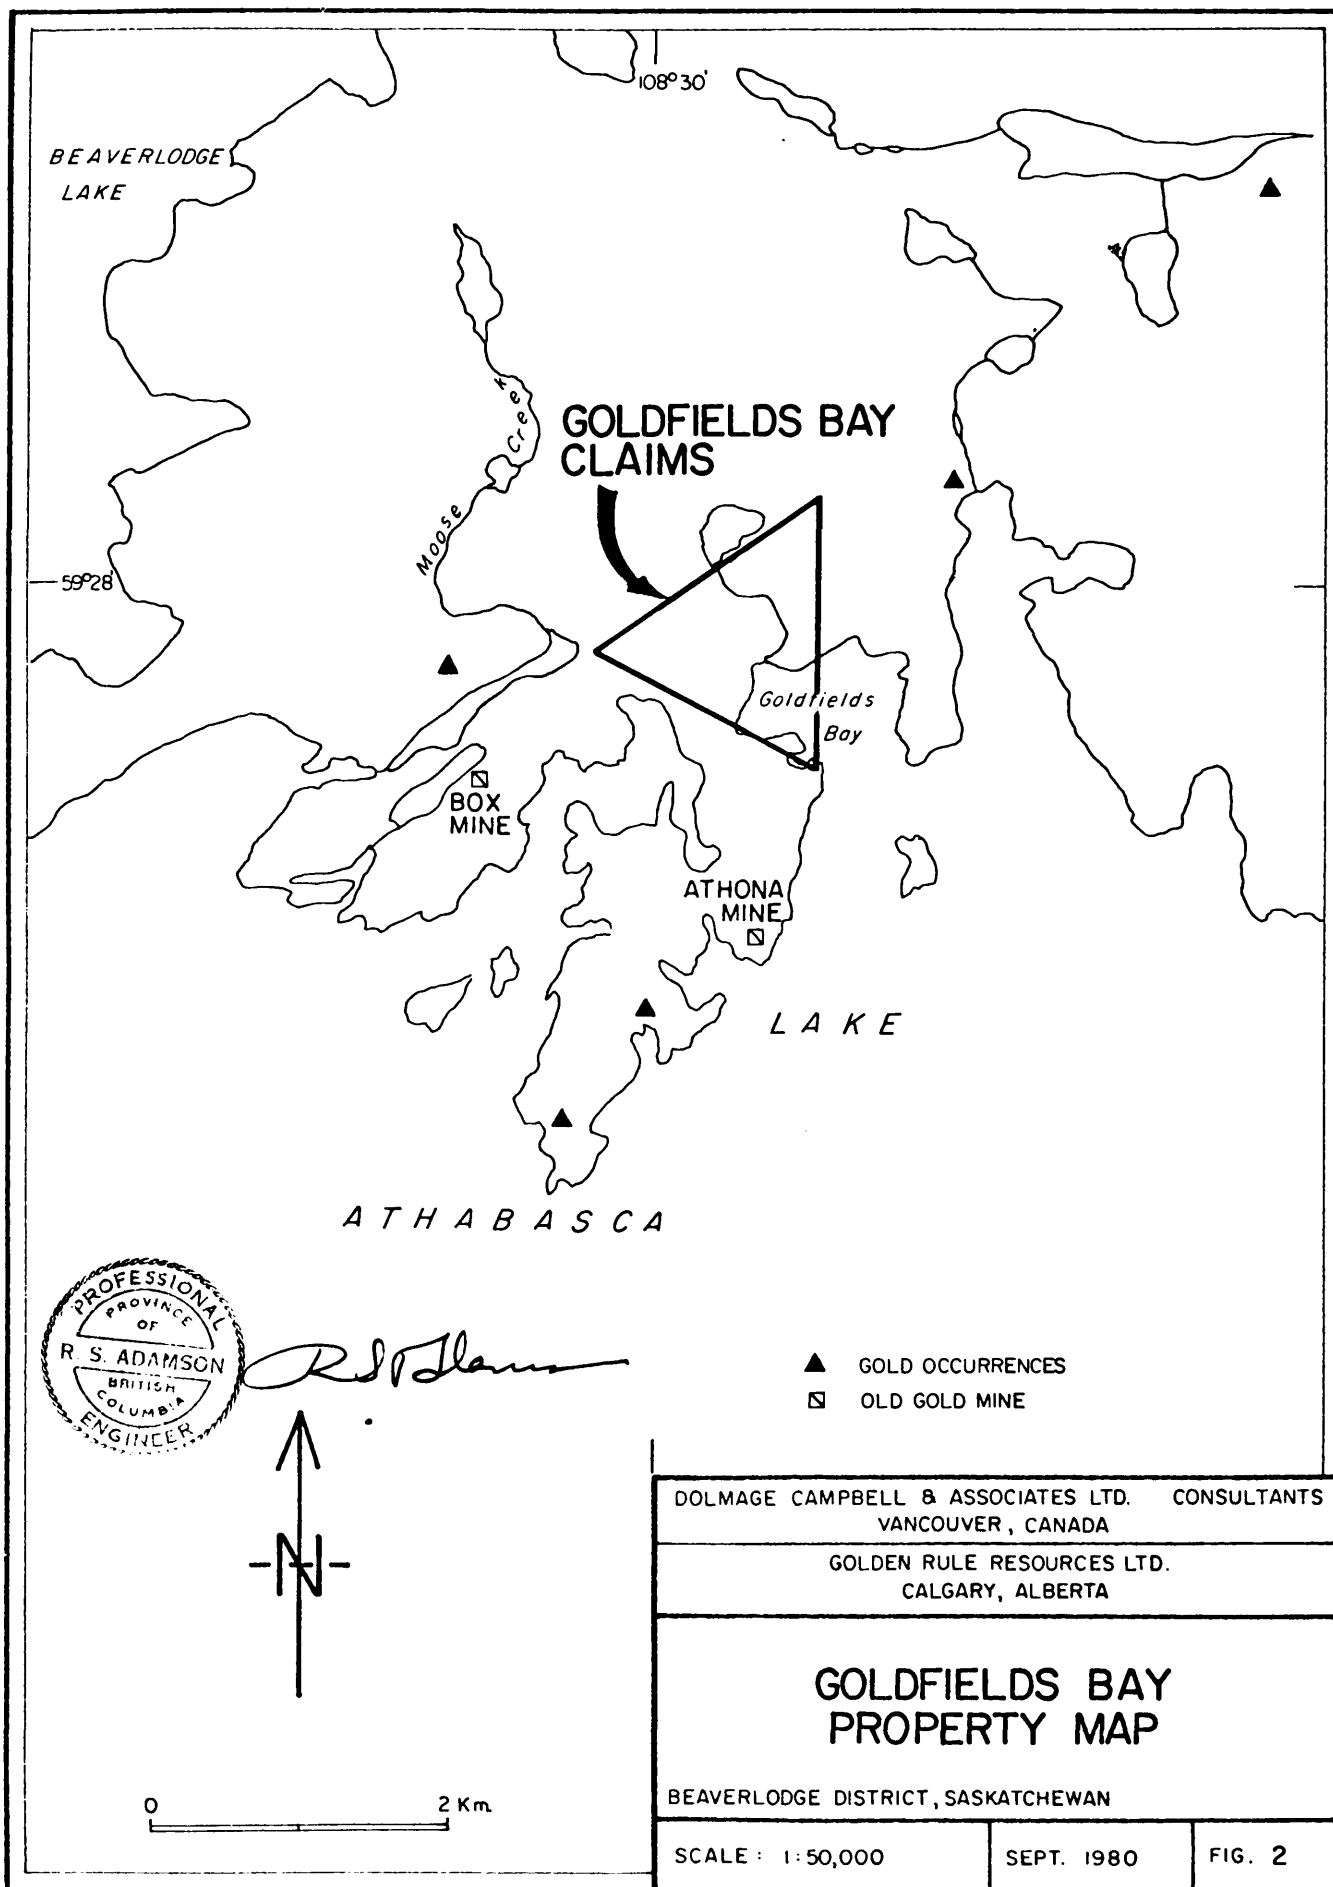 108°30'
BEAVERLODGE
LAKE
Moose Creek
GOLDFIELDS BAY
CLAIMS
59°28'
Goldfields
Bay
BOX
MINE
ATHONA
MINE
LAKE
ATHABASCA
PROFESSIONAL
PROVINCE
OF
R. S. ADAMSON
BRITISH
COLUMBIA
ENGINEER
GOLD OCCURRENCES
OLD GOLD MINE
N
0 2 Km.
DOLMAGE CAMPBELL & ASSOCIATES LTD. CONSULTANTS
VANCOUVER, CANADA
GOLDEN RULE RESOURCES LTD.
CALGARY, ALBERTA
GOLDFIELDS BAY
PROPERTY MAP
BEAVERLODGE DISTRICT, SASKATCHEWAN
SCALE: 1:50,000 SEPT. 1980 FIG. 2